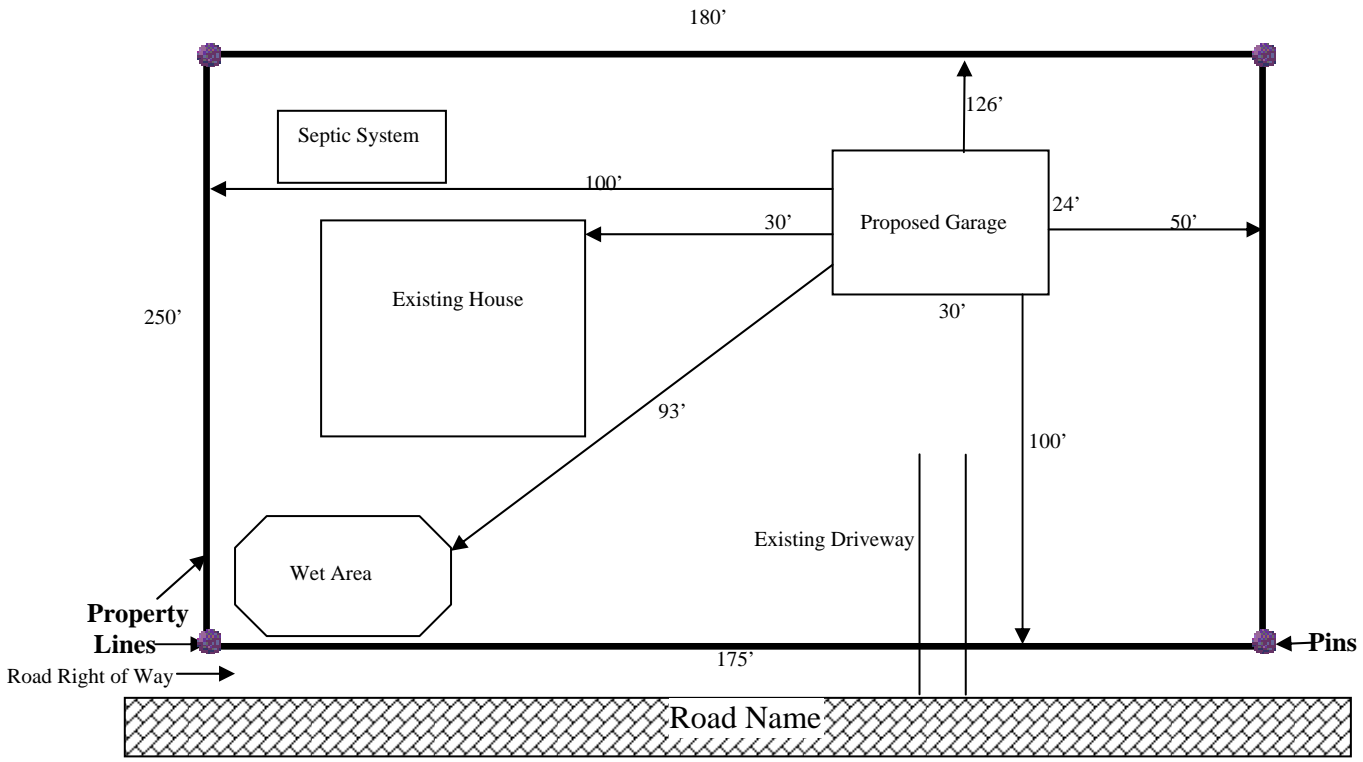 180’
126’
Septic System
100’
24’
30’
Proposed Garage
50’
Existing House
30’
250’
93’
100’
Existing Driveway
Wet Area
Property
Lines
Pins
175’
Road Right of Way
Road Name